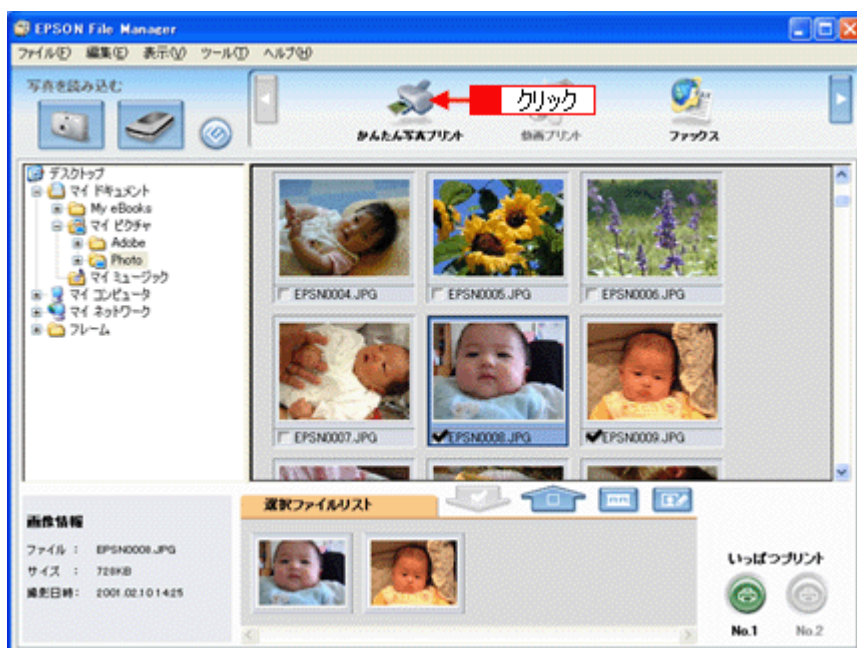 EPSON File Manager
ファイル(F) 編集(E) 表示(V) ツール(T) ヘルプ(H)
写真を読み込む
クリック
かんたん写真プリント 動画プリント ファックス
デスクトップ
マイ ドキュメント
My eBooks
マイ ピクチャ
Adobe
Photo
マイ ミュージック
マイ コンピュータ
マイ ネットワーク
フレーム
EPSN0004.JPG EPSN0005.JPG EPSN0006.JPG
EPSN0007.JPG EPSN0008.JPG EPSN0009.JPG
選択ファイルリスト
画像情報
ファイル : EPSN0008.JPG
サイズ : 728KB
撮影日時 : 2001.02.10 14:25
いっぱつプリント
No.1 No.2